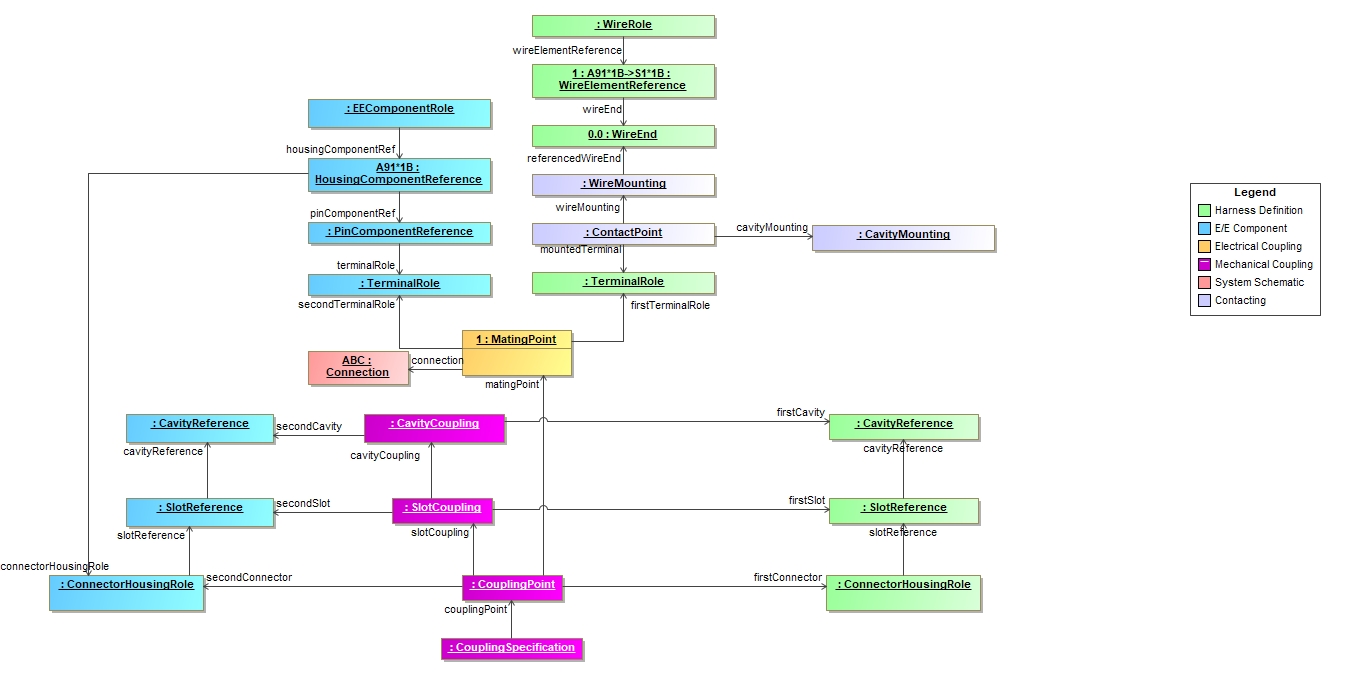 : WireRole
wireElementReference
1 : A91*1B->S1*1B :
WireElementReference
wireEnd
: EEComponentRole
0.0 : WireEnd
housingComponentRef
referencedWireEnd
A91*1B :
HousingComponentReference
: WireMounting
wireMounting
pinComponentRef
: PinComponentReference
: ContactPoint
cavityMounting
: CavityMounting
mountedTerminal
terminalRole
: TerminalRole
: TerminalRole
secondTerminalRole
firstTerminalRole
1 : MatingPoint
ABC :
Connection
connection
matingPoint
Legend
Harness Definition
E/E Component
Electrical Coupling
Mechanical Coupling
System Schematic
Contacting
: CavityReference
secondCavity
: CavityCoupling
firstCavity
: CavityReference
cavityReference
cavityCoupling
cavityReference
: SlotReference
secondSlot
: SlotCoupling
firstSlot
: SlotReference
slotReference
slotCoupling
slotReference
connectorHousingRole
: ConnectorHousingRole
secondConnector
: CouplingPoint
firstConnector
: ConnectorHousingRole
couplingPoint
: CouplingSpecification